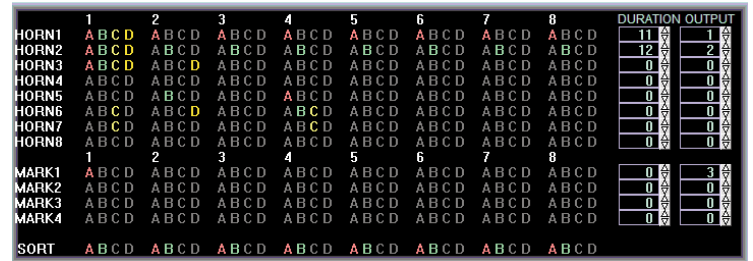 1 2 3 4 5 6 7 8 DURATION OUTPUT
HORN1 ABCD ABCD ABCD ABCD ABCD ABCD ABCD ABCD 11 1
HORN2 ABCD ABCD ABCD ABCD ABCD ABCD ABCD ABCD 12 2
HORN3 ABCD ABCD ABCD ABCD ABCD ABCD ABCD ABCD 0 0
HORN4 ABCD ABCD ABCD ABCD ABCD ABCD ABCD ABCD 0 0
HORN5 ABCD ABCD ABCD ABCD ABCD ABCD ABCD ABCD 0 0
HORN6 ABCD ABCD ABCD ABCD ABCD ABCD ABCD ABCD 0 0
HORN7 ABCD ABCD ABCD ABCD ABCD ABCD ABCD ABCD 0 0
HORN8 ABCD ABCD ABCD ABCD ABCD ABCD ABCD ABCD 0 0
1 2 3 4 5 6 7 8
MARK1 ABCD ABCD ABCD ABCD ABCD ABCD ABCD ABCD 0 3
MARK2 ABCD ABCD ABCD ABCD ABCD ABCD ABCD ABCD 0 0
MARK3 ABCD ABCD ABCD ABCD ABCD ABCD ABCD ABCD 0 0
MARK4 ABCD ABCD ABCD ABCD ABCD ABCD ABCD ABCD 0 0
SORT ABCD ABCD ABCD ABCD ABCD ABCD ABCD ABCD